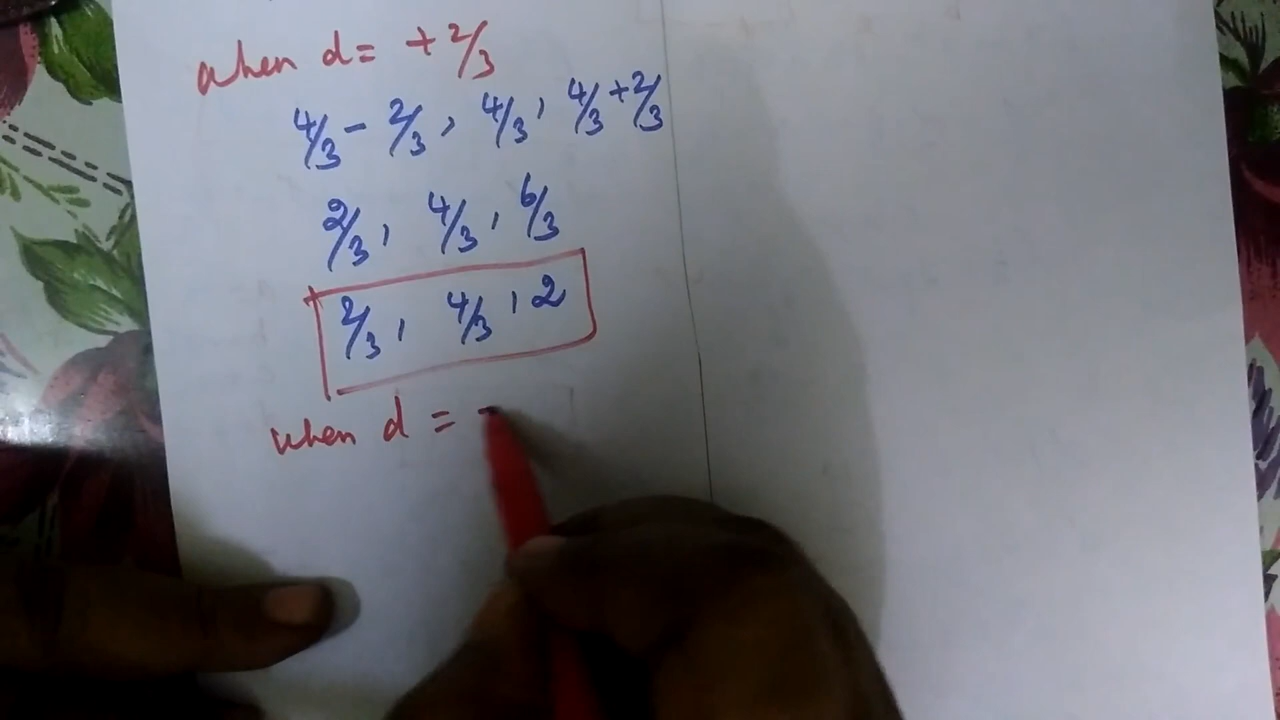 when d = + 2/3
4/3 - 2/3, 4/3, 4/3 + 2/3
2/3, 4/3, 6/3
2/3, 4/3, 2
when d = -